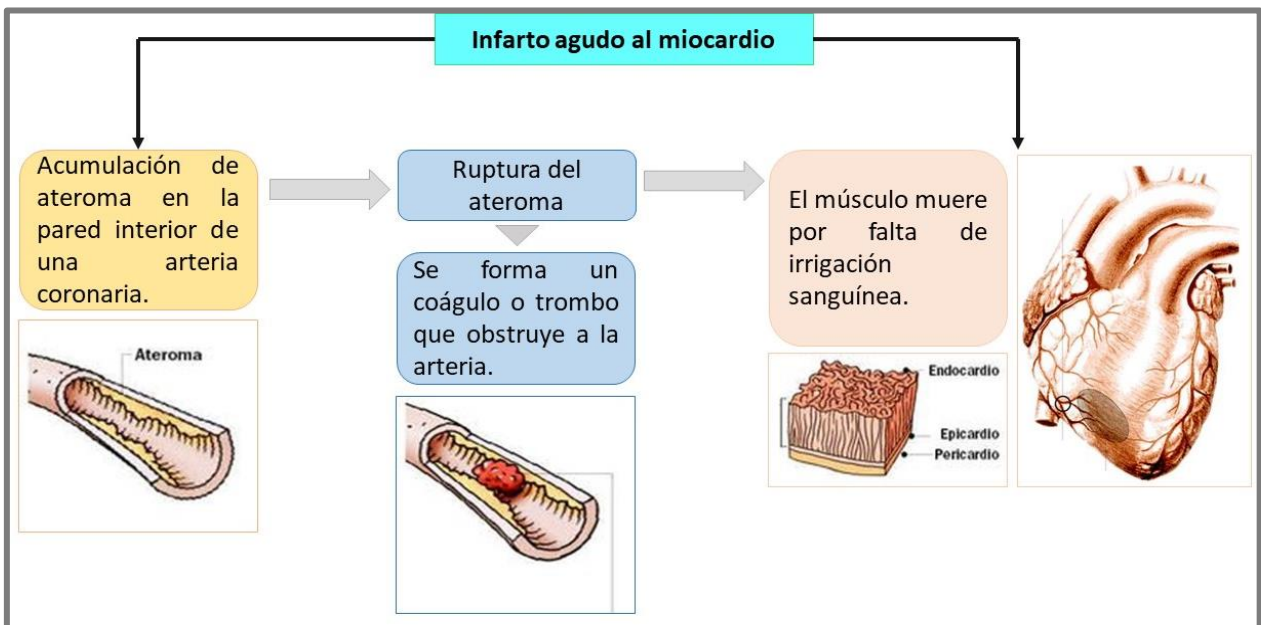 Infarto agudo al miocardio
Acumulación de
ateroma en la
pared interior de
una arteria
coronaria.
Ruptura del
ateroma
Se forma un
coágulo o trombo
que obstruye a la
arteria.
El músculo muere
por falta de
irrigación
sanguínea.
Ateroma
Endocardio
Epicardio
Pericardio